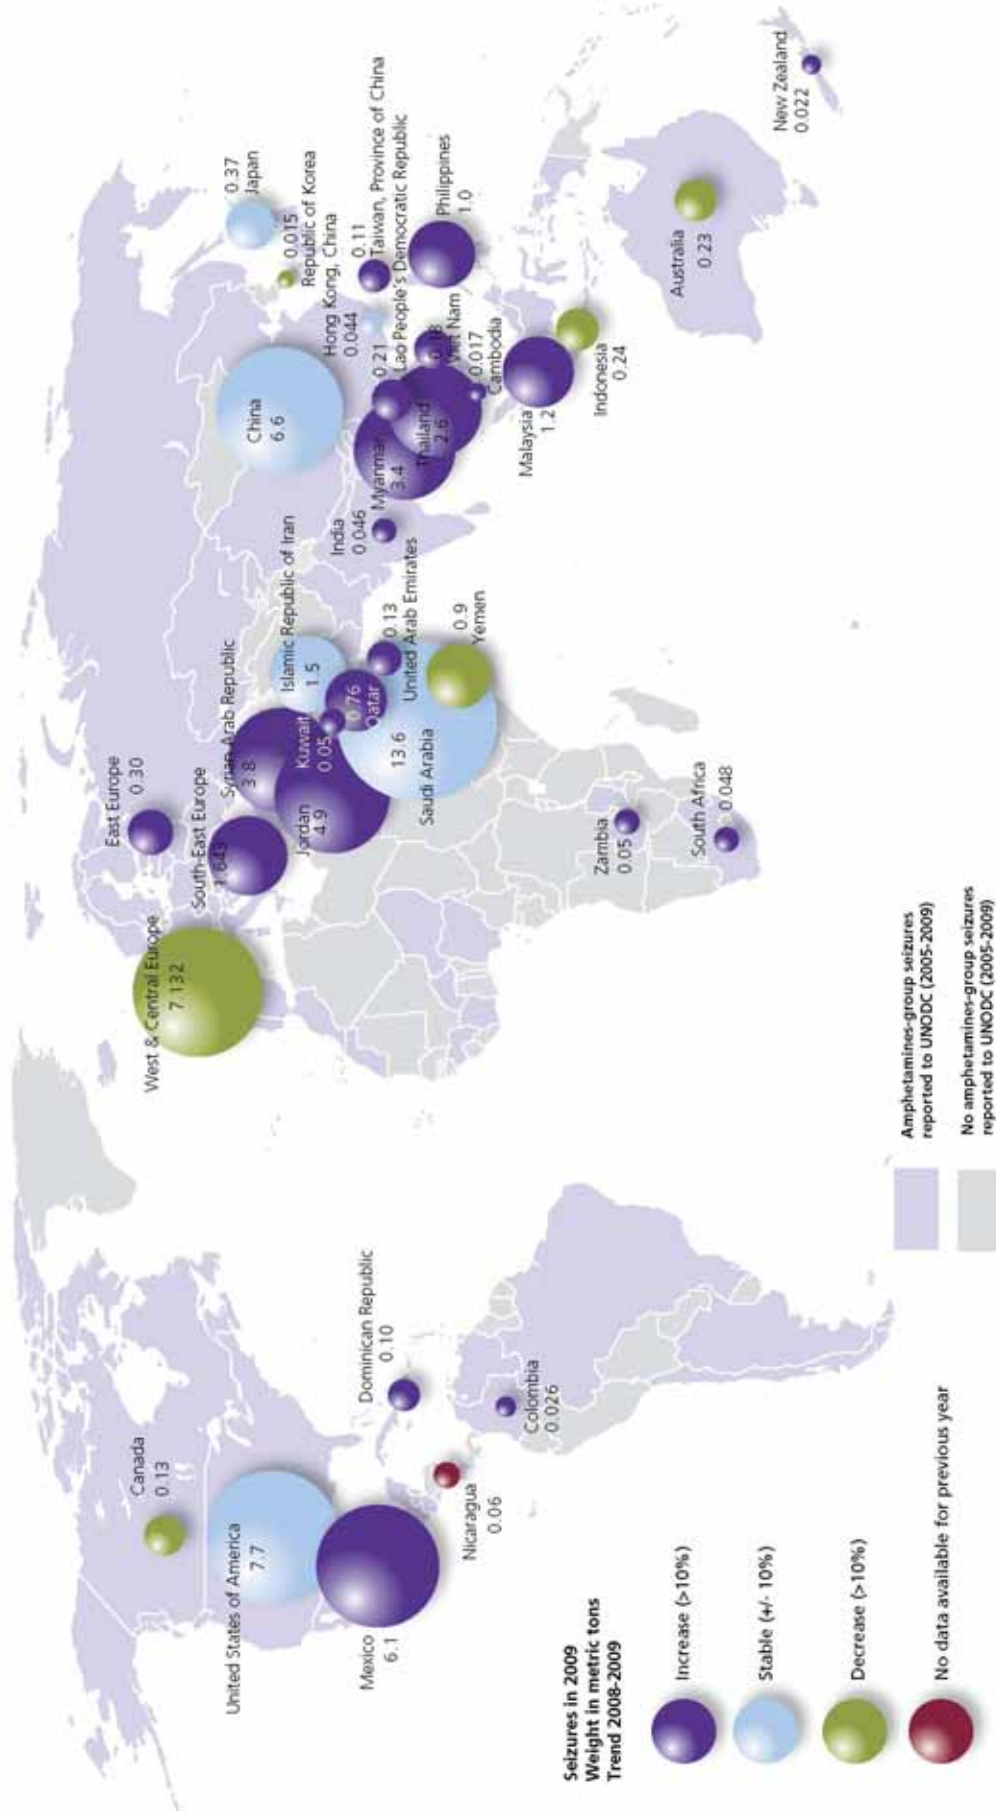 Canada
0.13
United States of America
7.7
Mexico
6.1
Dominican Republic
0.10
Nicaragua
0.06
Colombia
0.026
West & Central Europe
7.132
East Europe
0.30
South-East Europe
1.643
Syrian Arab Republic
3.8
Jordan
4.9
Kuwait
0.05
Islamic Republic of Iran
1.5
0.76
Qatar
0.13
United Arab Emirates
13.6
Saudi Arabia
0.9
Yemen
Zambia
0.05
South Africa
0.048
India
0.046
China
6.6
Myanmar
3.4
Thailand
2.6
0.21
Lao People's Democratic Republic
Hong Kong, China
0.044
0.11
Taiwan, Province of China
0.015
Republic of Korea
0.37
Japan
Viet Nam
0.017
Cambodia
Philippines
1.0
Malaysia
1.2
Indonesia
0.24
Australia
0.23
New Zealand
0.022
Seizures in 2009
Weight in metric tons
Trend 2008-2009
Increase (>10%)
Stable (+/- 10%)
Decrease (>10%)
No data available for previous year
Amphetamines-group seizures
reported to UNODC (2005-2009)
No amphetamines-group seizures
reported to UNODC (2005-2009)